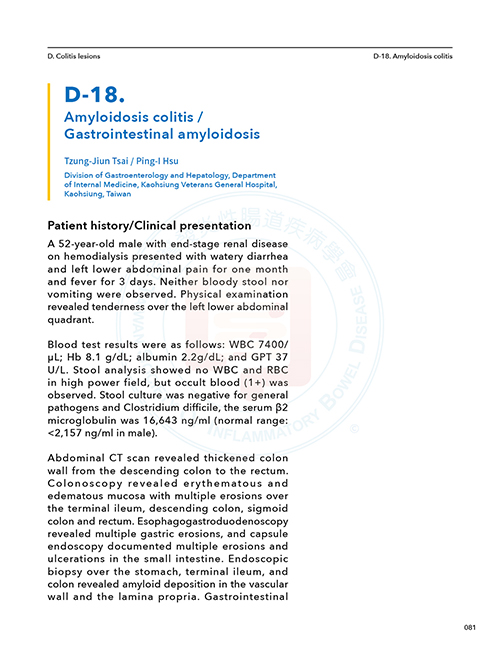 D. Colitis lesions
D-18. Amyloidosis colitis
D-18.
Amyloidosis colitis /
Gastrointestinal amyloidosis
Tzung-Jiun Tsai / Ping-I Hsu
Division of Gastroenterology and Hepatology, Department
of Internal Medicine, Kaohsiung Veterans General Hospital,
Kaohsiung, Taiwan
Patient history/Clinical presentation
A 52-year-old male with end-stage renal disease
on hemodialysis presented with watery diarrhea
and left lower abdominal pain for one month
and fever for 3 days. Neither bloody stool nor
vomiting were observed. Physical examination
revealed tenderness over the left lower abdominal
quadrant.
Blood test results were as follows: WBC 7400/
μL; Hb 8.1 g/dL; albumin 2.2g/dL; and GPT 37
U/L. Stool analysis showed no WBC and RBC
in high power field, but occult blood (1+) was
observed. Stool culture was negative for general
pathogens and Clostridium difficile, the serum β2
microglobulin was 16,643 ng/ml (normal range:
<2,157 ng/ml in male).
Abdominal CT scan revealed thickened colon
wall from the descending colon to the rectum.
Colonoscopy revealed erythematous and
edematous mucosa with multiple erosions over
the terminal ileum, descending colon, sigmoid
colon and rectum. Esophagogastroduodenoscopy
revealed multiple gastric erosions, and capsule
endoscopy documented multiple erosions and
ulcerations in the small intestine. Endoscopic
biopsy over the stomach, terminal ileum, and
colon revealed amyloid deposition in the vascular
wall and the lamina propria. Gastrointestinal
腸道疾病學會
INFLAMMATORY BOWEL DISEASE
®
081